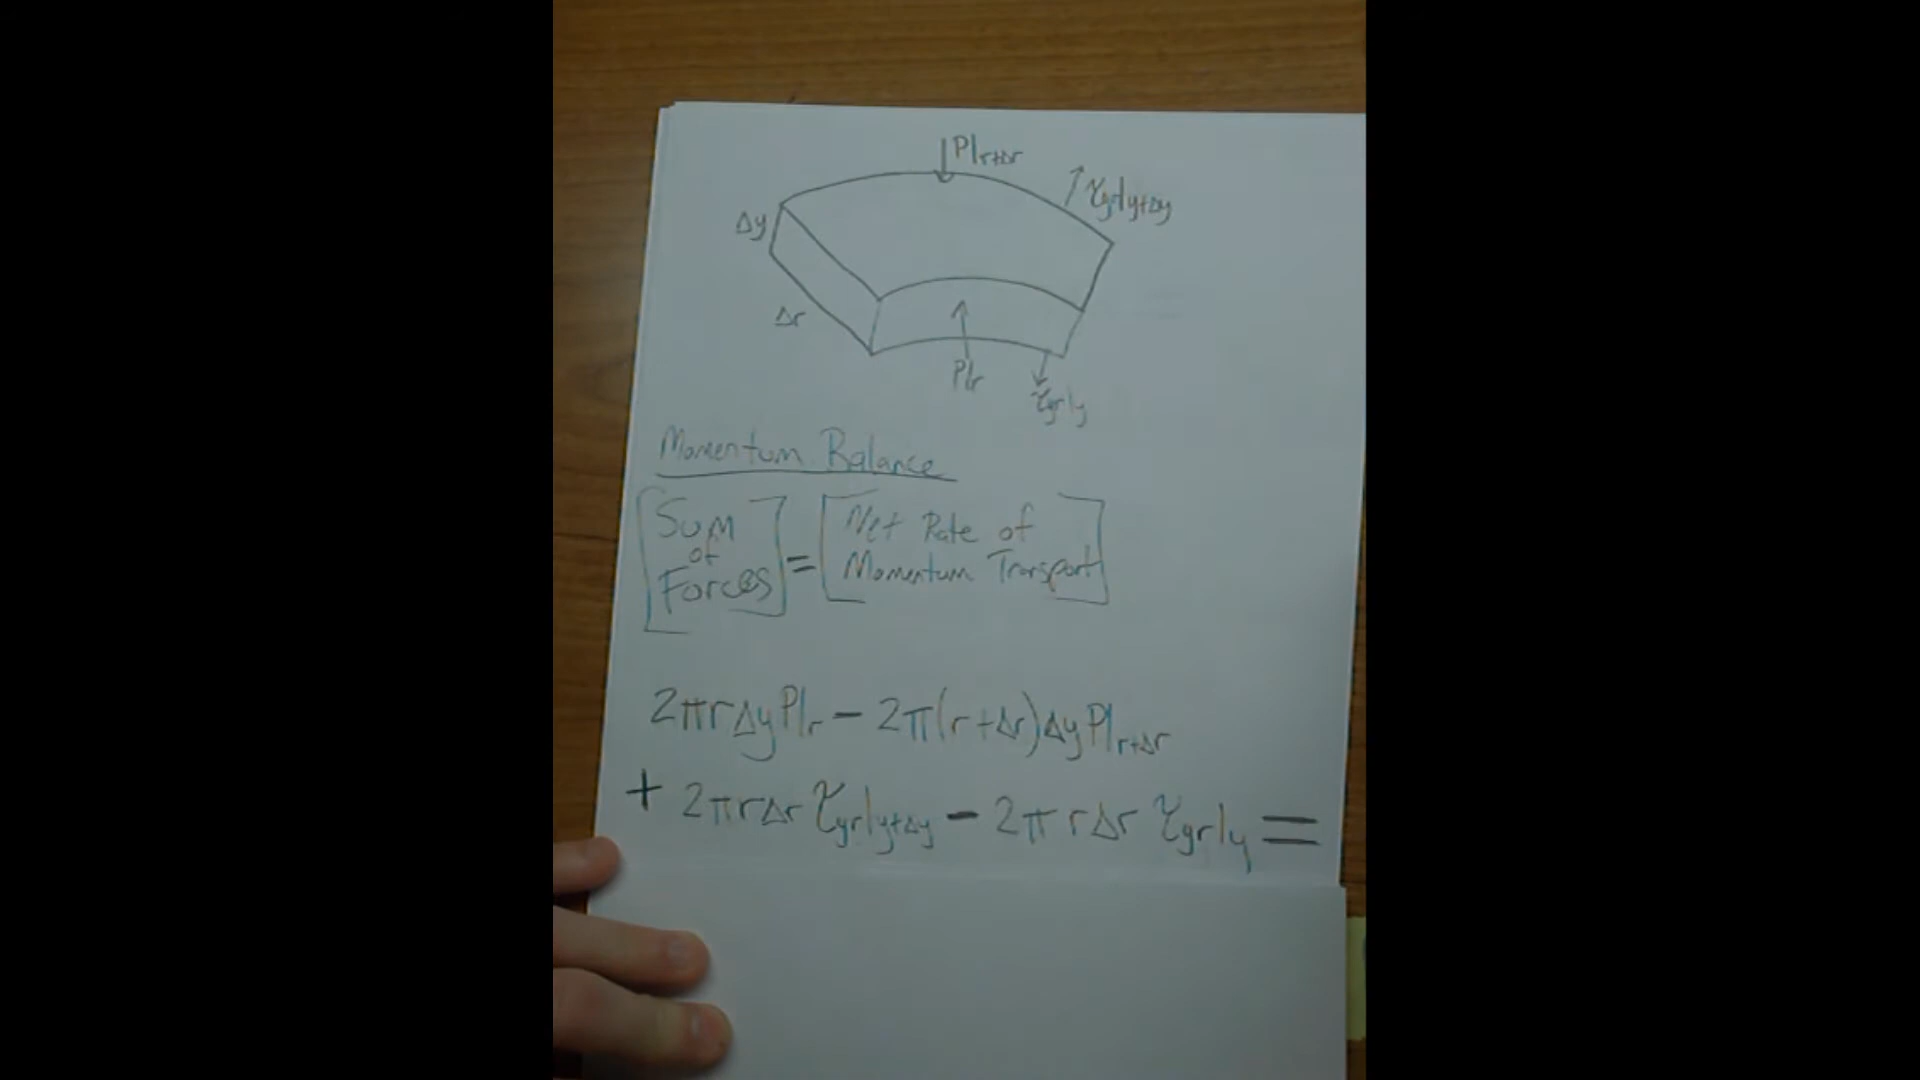 P|r+Δr
τyr|y+Δy
Δy
Δr
P|r
τyr|y
Momentum Balance
[Sum of Forces] = [Net Rate of Momentum Transport]
2πrΔyP|r − 2π(r+Δr)ΔyP|r+Δr
+ 2πrΔr τyr|y+Δy − 2πrΔr τyr|y =